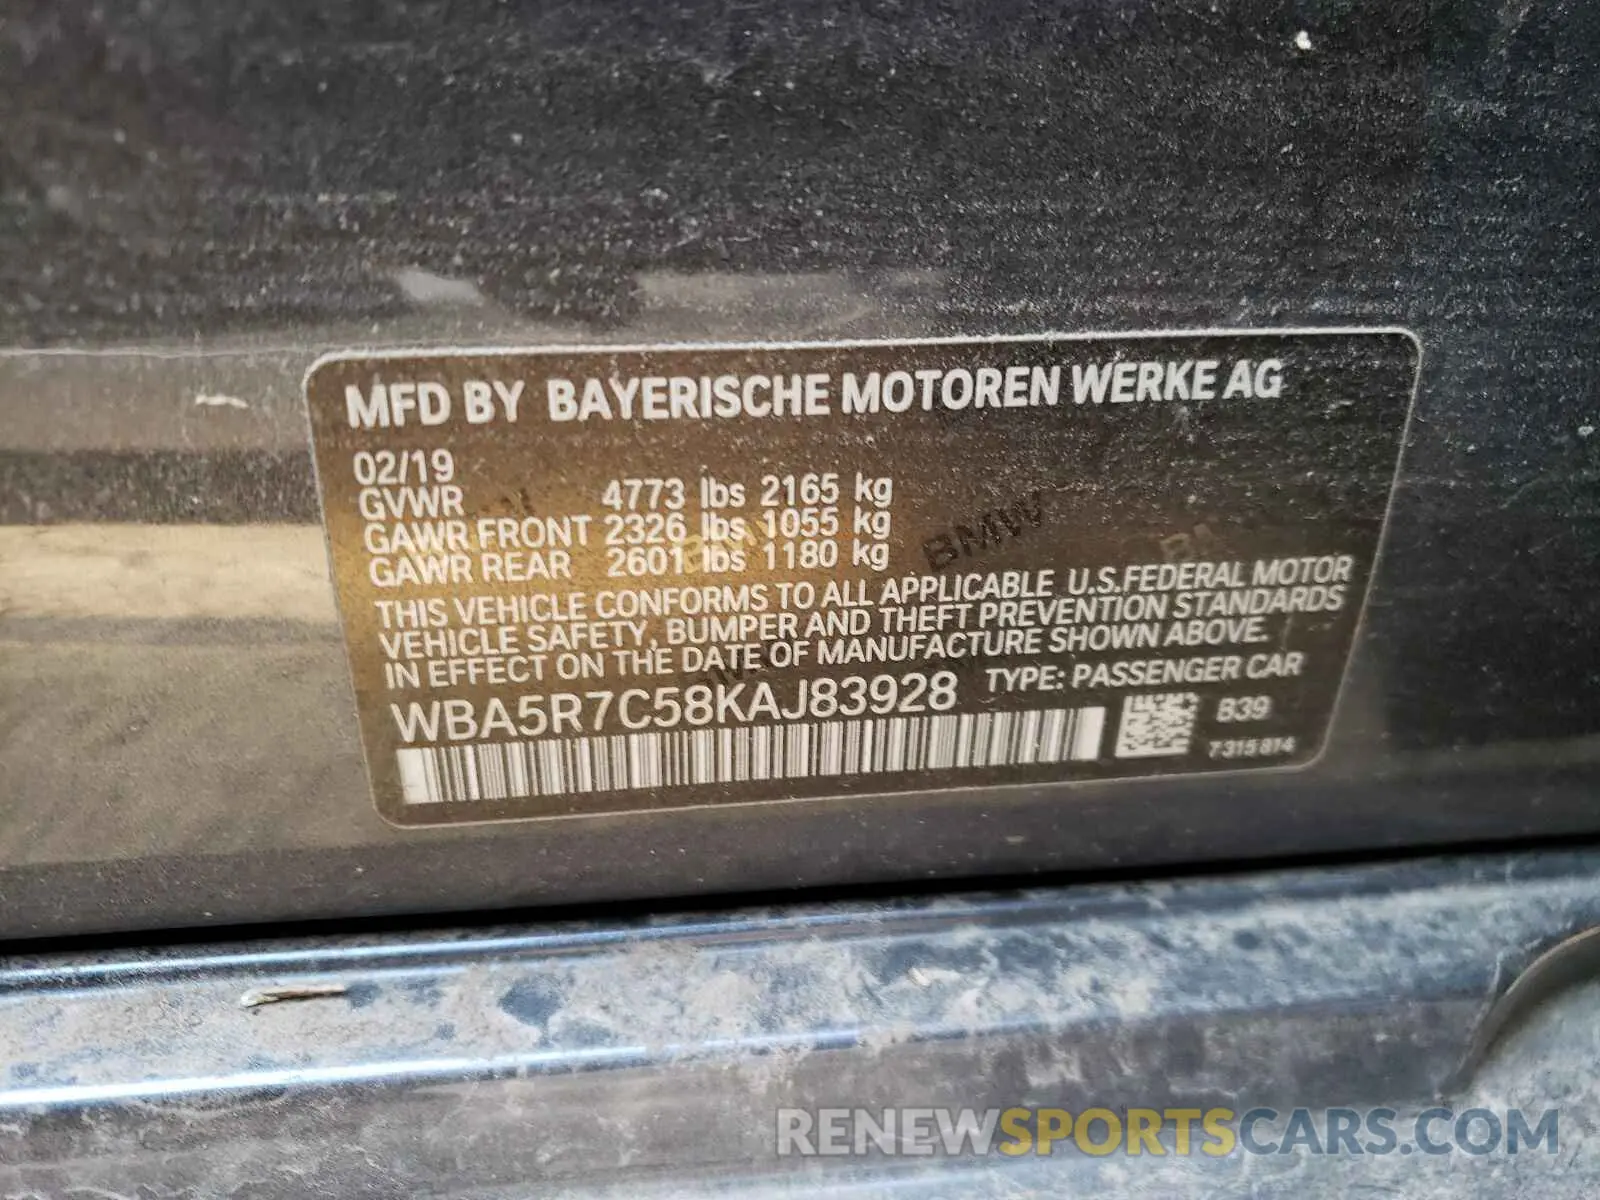 MFD BY BAYERISCHE MOTOREN WERKE AG
02/19
GVWR 4773 lbs 2165 kg
GAWR FRONT 2326 lbs 1055 kg
GAWR REAR 2601 lbs 1180 kg
THIS VEHICLE CONFORMS TO ALL APPLICABLE U.S.FEDERAL MOTOR
VEHICLE SAFETY, BUMPER AND THEFT PREVENTION STANDARDS
IN EFFECT ON THE DATE OF MANUFACTURE SHOWN ABOVE.
WBA5R7C58KAJ83928 TYPE: PASSENGER CAR
B39
7 315 814
BMW
RENEWSPORTSCARS.COM